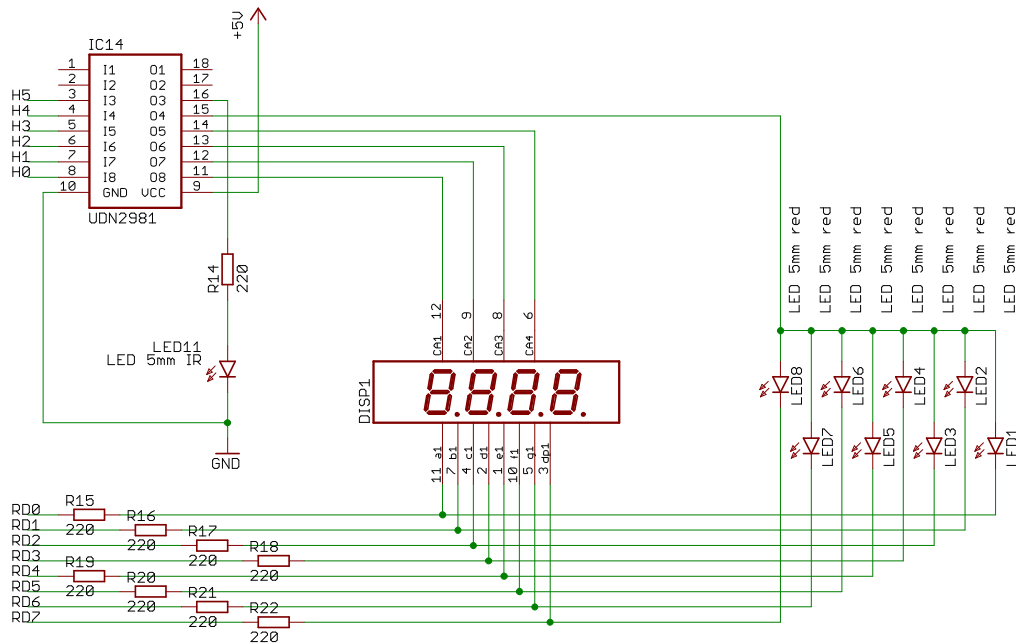 +5V
IC14
1 I1 O1 18
2 I2 O2 17
H5 3 I3 O3 16
H4 4 I4 O4 15
H3 5 I5 O5 14
H2 6 I6 O6 13
H1 7 I7 O7 12
H0 8 I8 O8 11
10 GND VCC 9
UDN2981
R14
220
LED11
LED 5mm IR
GND
12 9 8 6
CA1 CA2 CA3 CA4
DISP1
8.8.8.8.
a1 b1 c1 d1 e1 f1 g1 dp1
11 7 4 2 1 10 5 3
LED 5mm red
LED 5mm red
LED 5mm red
LED 5mm red
LED 5mm red
LED 5mm red
LED 5mm red
LED 5mm red
LED8
LED6
LED4
LED2
LED7
LED5
LED3
LED1
RD0 R15
220
RD1 R16
220
RD2 R17
220
RD3 R18
220
RD4 R19
220
RD5 R20
220
RD6 R21
220
RD7 R22
220